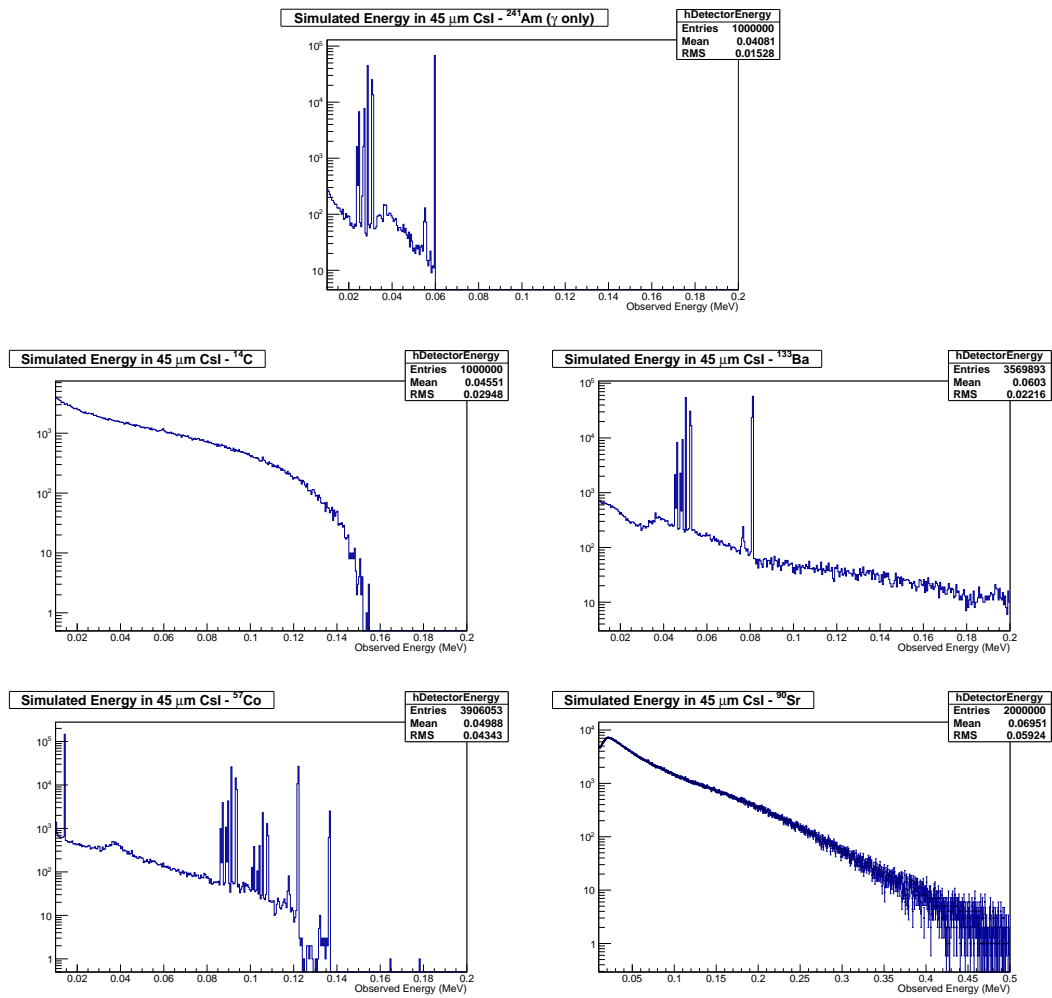 Simulated Energy in 45 μm CsI - ²⁴¹Am (γ only)
hDetectorEnergy
Entries 1000000
Mean 0.04081
RMS 0.01528
10⁵
10⁴
10³
10²
10
0.02 0.04 0.06 0.08 0.1 0.12 0.14 0.16 0.18 0.2
Observed Energy (MeV)
Simulated Energy in 45 μm CsI - ¹⁴C
hDetectorEnergy
Entries 1000000
Mean 0.04551
RMS 0.02948
10³
10²
10
1
0.02 0.04 0.06 0.08 0.1 0.12 0.14 0.16 0.18 0.2
Observed Energy (MeV)
Simulated Energy in 45 μm CsI - ¹³³Ba
hDetectorEnergy
Entries 3569893
Mean 0.0603
RMS 0.02216
10⁵
10⁴
10³
10²
10
0.02 0.04 0.06 0.08 0.1 0.12 0.14 0.16 0.18 0.2
Observed Energy (MeV)
Simulated Energy in 45 μm CsI - ⁵⁷Co
hDetectorEnergy
Entries 3906053
Mean 0.04988
RMS 0.04343
10⁵
10⁴
10³
10²
10
1
0.02 0.04 0.06 0.08 0.1 0.12 0.14 0.16 0.18 0.2
Observed Energy (MeV)
Simulated Energy in 45 μm CsI - ⁹⁰Sr
hDetectorEnergy
Entries 2000000
Mean 0.06951
RMS 0.05924
10⁴
10³
10²
10
1
0.05 0.1 0.15 0.2 0.25 0.3 0.35 0.4 0.45 0.5
Observed Energy (MeV)